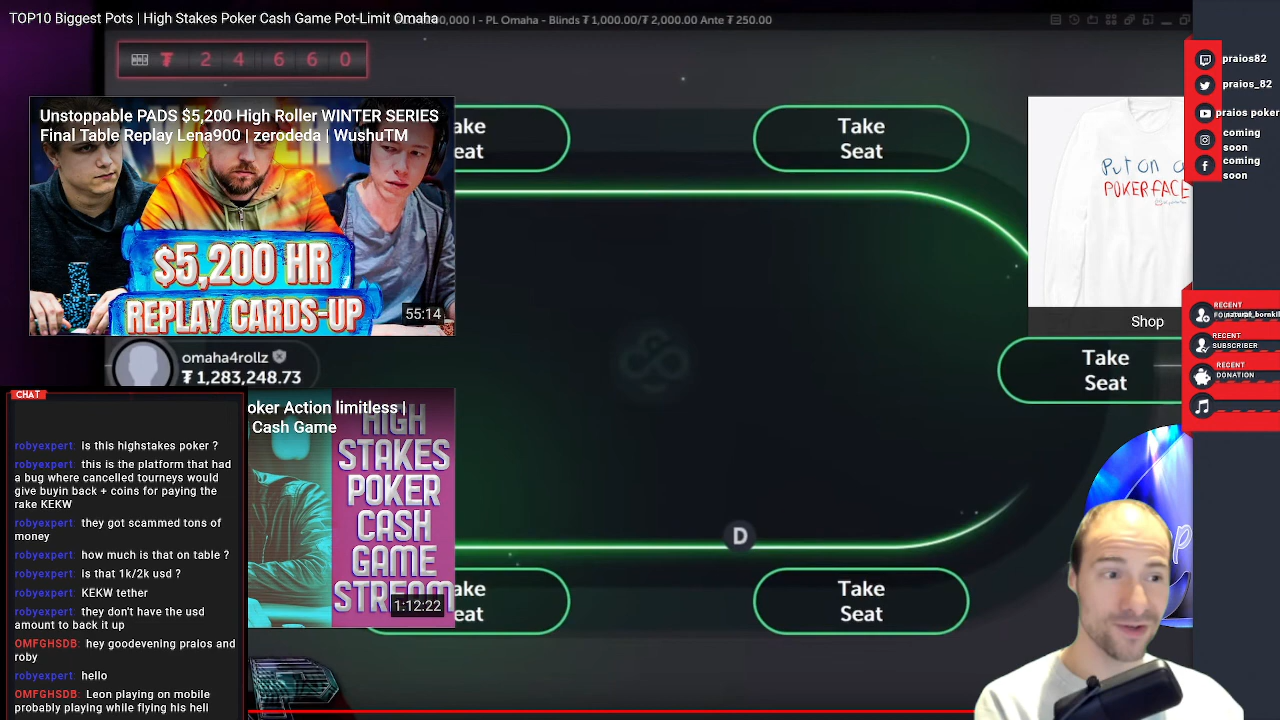 TOP10 Biggest Pots | High Stakes Poker Cash Game Pot-Limit Omaha
- PL Omaha - Blinds ₮ 1,000.00/₮ 2,000.00 Ante ₮ 250.00
₮ 2 4 6 6 0
Unstoppable PADS $5,200 High Roller WINTER SERIES
Final Table Replay Lena900 | zerodeda | WushuTM
$5,200 HR
REPLAY CARDS-UP
55:14
Take
Seat
praios82
praios_82
praios poker
coming
soon
coming
soon
Put on a
POKERFACE
Shop
RECENT
RECENT
SUBSCRIBER
RECENT
DONATION
omaha4rollz
₮ 1,283,248.73
Take
Seat
CHAT
robyexpert: is this highstakes poker ?
robyexpert: this is the platform that had
a bug where cancelled tourneys would
give buyin back + coins for paying the
rake KEKW
robyexpert: they got scammed tons of
money
robyexpert: how much is that on table ?
robyexpert: is that 1k/2k usd ?
robyexpert: KEKW tether
robyexpert: they don't have the usd
amount to back it up
OMFGHSDB: hey goodevening praios and
roby
robyexpert: hello
OMFGHSDB: Leon playing on mobile
probably playing while flying his hell
oker Action limitless |
Cash Game
HIGH
STAKES
POKER
CASH
GAME
STREAM
1:12:22
D
Take
Seat